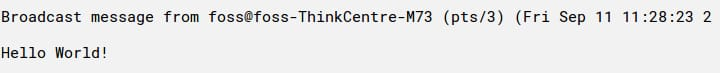 Broadcast message from foss@foss-ThinkCentre-M73 (pts/3) (Fri Sep 11 11:28:23 2
Hello World!